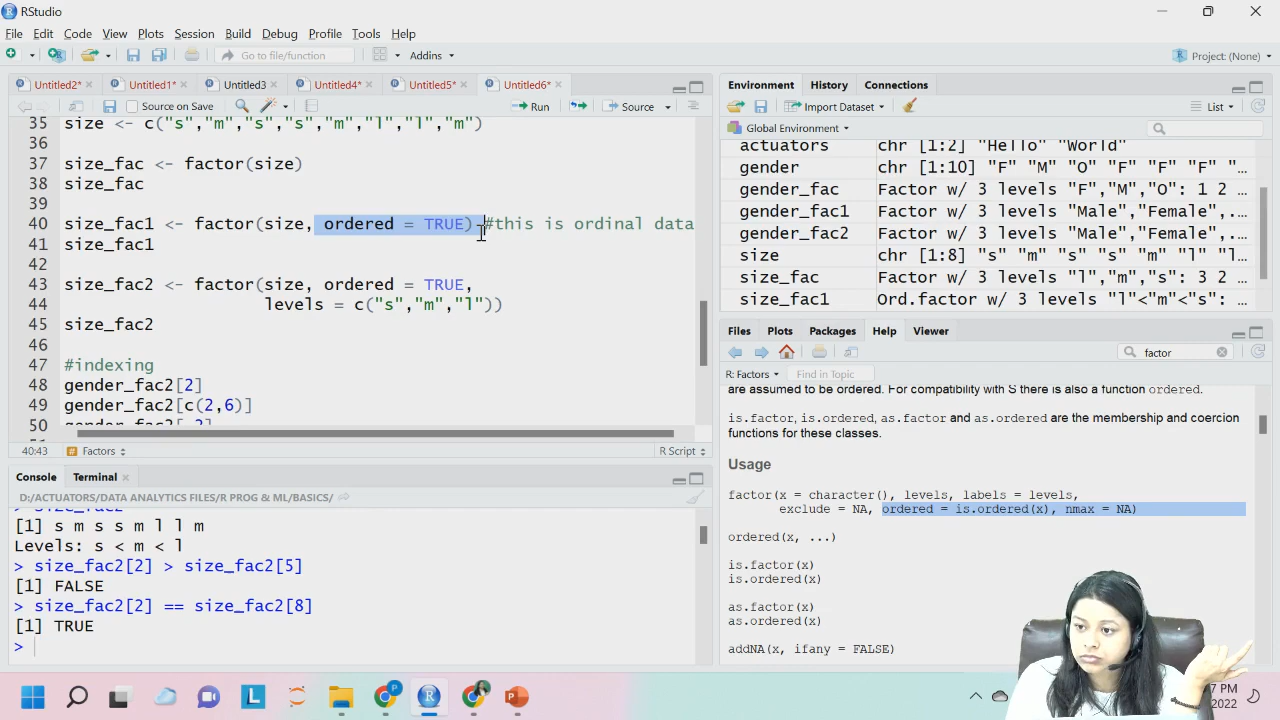 RStudio
File Edit Code View Plots Session Build Debug Profile Tools Help
Go to file/function Addins Project: (None)
Untitled2* Untitled1* Untitled3 Untitled4* Untitled5* Untitled6*
Source on Save Run Source
35 size <- c("s","m","s","s","m","l","l","m")
36
37 size_fac <- factor(size)
38 size_fac
39
40 size_fac1 <- factor(size, ordered = TRUE) #this is ordinal data
41 size_fac1
42
43 size_fac2 <- factor(size, ordered = TRUE,
44 levels = c("s","m","l"))
45 size_fac2
46
47 #indexing
48 gender_fac2[2]
49 gender_fac2[c(2,6)]
50
40:43 # Factors R Script
Console Terminal
D:/ACTUATORS/DATA ANALYTICS FILES/R PROG & ML/BASICS/
> size_fac2
[1] s m s s m l l m
Levels: s < m < l
> size_fac2[2] > size_fac2[5]
[1] FALSE
> size_fac2[2] == size_fac2[8]
[1] TRUE
>
Environment History Connections
Import Dataset List
Global Environment
actuators chr [1:2] "Hello" "World"
gender chr [1:10] "F" "M" "O" "F" "F" "F" "…
gender_fac Factor w/ 3 levels "F","M","O": 1 2 …
gender_fac1 Factor w/ 3 levels "Male","Female",…
gender_fac2 Factor w/ 3 levels "Male","Female",…
size chr [1:8] "s" "m" "s" "s" "m" "l" "l…
size_fac Factor w/ 3 levels "l","m","s": 3 2 …
size_fac1 Ord.factor w/ 3 levels "l"<"m"<"s": …
Files Plots Packages Help Viewer
factor
R: Factors Find in Topic
are assumed to be ordered. For compatibility with S there is also a function ordered.
is.factor, is.ordered, as.factor and as.ordered are the membership and coercion
functions for these classes.
Usage
factor(x = character(), levels, labels = levels,
exclude = NA, ordered = is.ordered(x), nmax = NA)
ordered(x, ...)
is.factor(x)
is.ordered(x)
as.factor(x)
as.ordered(x)
addNA(x, ifany = FALSE)
7 PM
2022